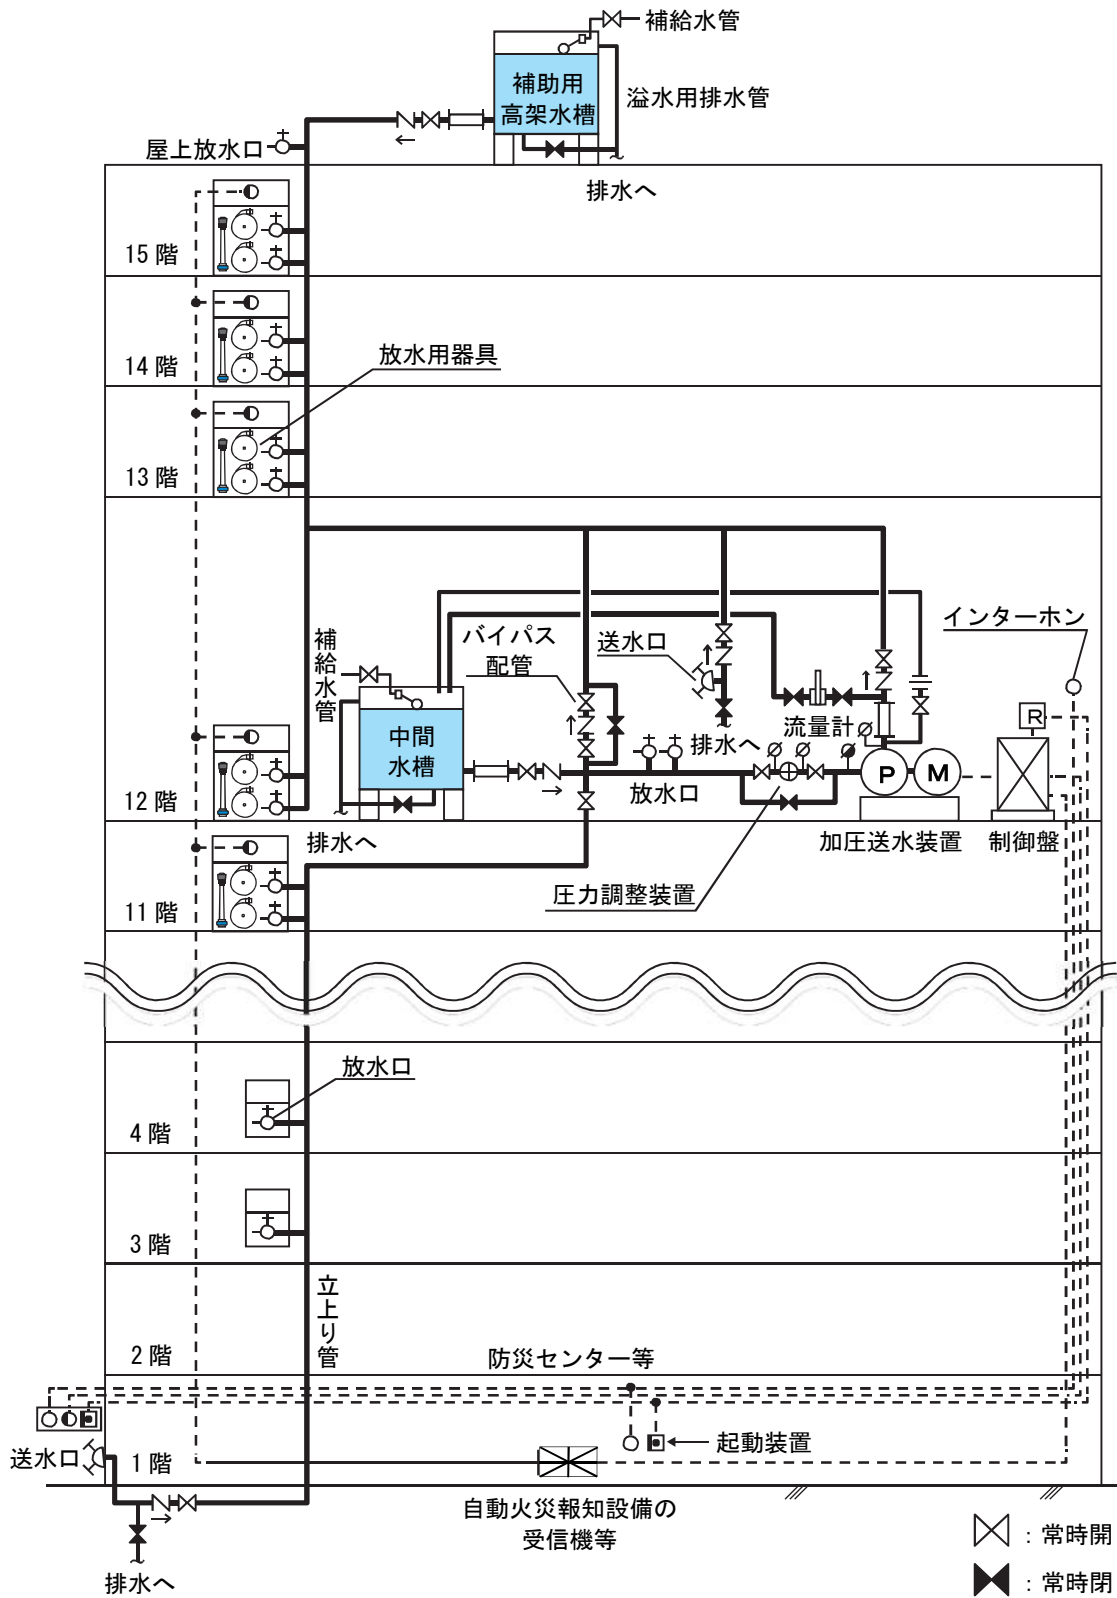 補給水管
補助用
高架水槽
溢水用排水管
屋上放水口
排水へ
15 階
14 階
放水用器具
13 階
インターホン
補給水管
バイパス
配管
送水口
R
中間
水槽
流量計
排水へ
P
M
放水口
12 階
排水へ
加圧送水装置
制御盤
圧力調整装置
11 階
放水口
4 階
3 階
立上り管
2 階
防災センター等
送水口
1 階
起動装置
自動火災報知設備の
受信機等
排水へ
：常時開
：常時閉